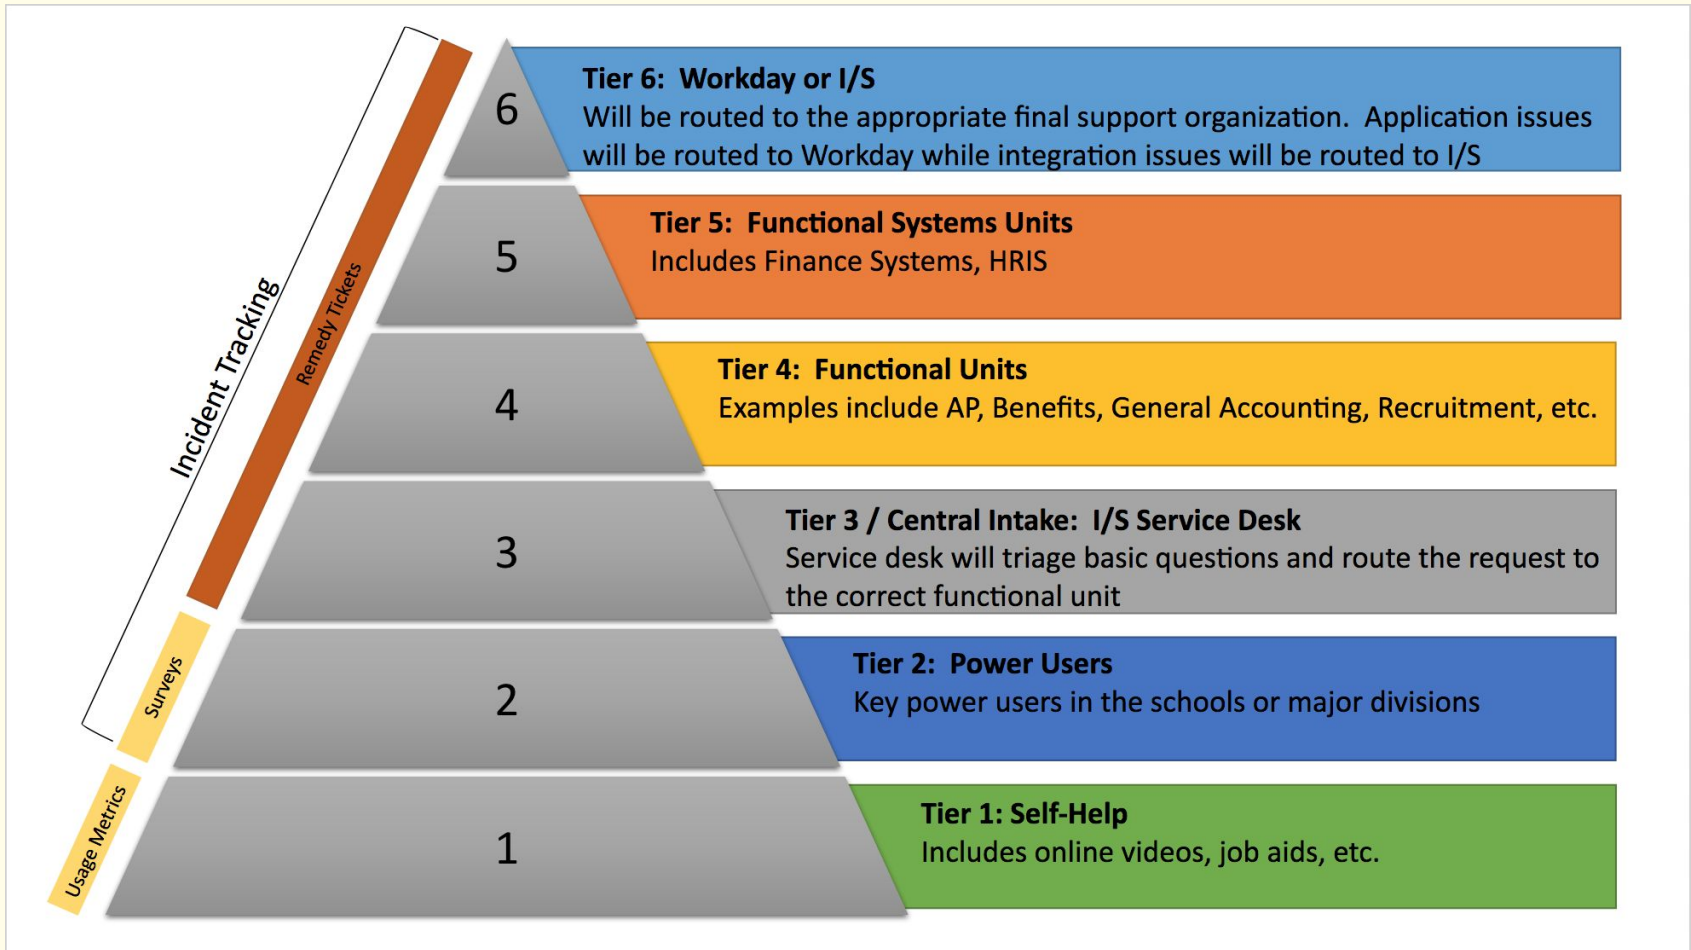 Incident Tracking
Remedy Tickets
Surveys
Usage Metrics
6
Tier 6:  Workday or I/S
Will be routed to the appropriate final support organization.  Application issues
will be routed to Workday while integration issues will be routed to I/S
5
Tier 5:  Functional Systems Units
Includes Finance Systems, HRIS
4
Tier 4:  Functional Units
Examples include AP, Benefits, General Accounting, Recruitment, etc.
3
Tier 3 / Central Intake:  I/S Service Desk
Service desk will triage basic questions and route the request to
the correct functional unit
2
Tier 2:  Power Users
Key power users in the schools or major divisions
1
Tier 1: Self-Help
Includes online videos, job aids, etc.